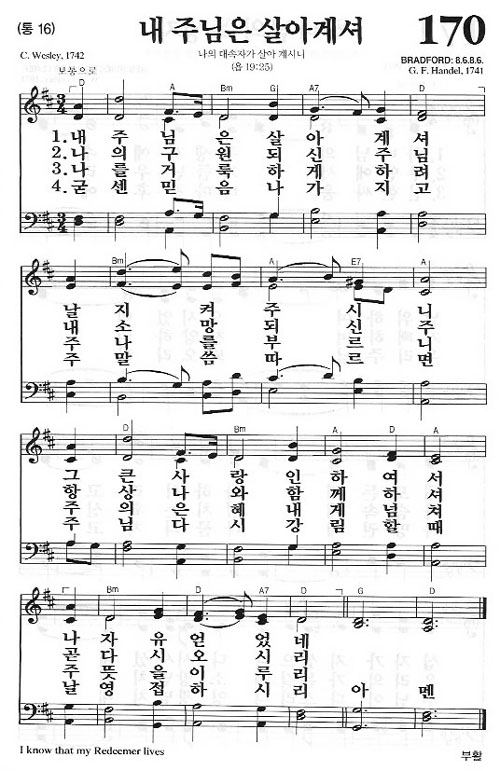 (통 16)
내 주님은 살아계셔
170
C. Wesley, 1742
나의 대속자가 살아 계시니
(욥 19:25)
BRADFORD: 8.6.8.6.
G. F. Handel, 1741
보통으로
D A Bm G A7 D G D
1. 내 주 님 은 살 아 계 셔
2. 나 의 구 원 되 신 주 님
3. 나 를 거 룩 하 게 하 려
4. 굳 센 믿 음 나 가 지 고
Bm A E7 A
날 지 켜 주 시 니
내 소 망 되 신 주
주 나 를 부 르 니
주 말 씀 따 르 면
D Bm G D A
그 큰 사 랑 인 하 여 서
항 상 나 와 함 께 하 셔
주 의 은 혜 내 게 넘 쳐
주 님 다 시 강 림 할 때
Bm D A7 D G D
나 자 유 얻 었 네
곧 다 시 오 시 리
주 뜻 을 이 루 리
날 영 접 하 시 리 아 멘
I know that my Redeemer lives
부활